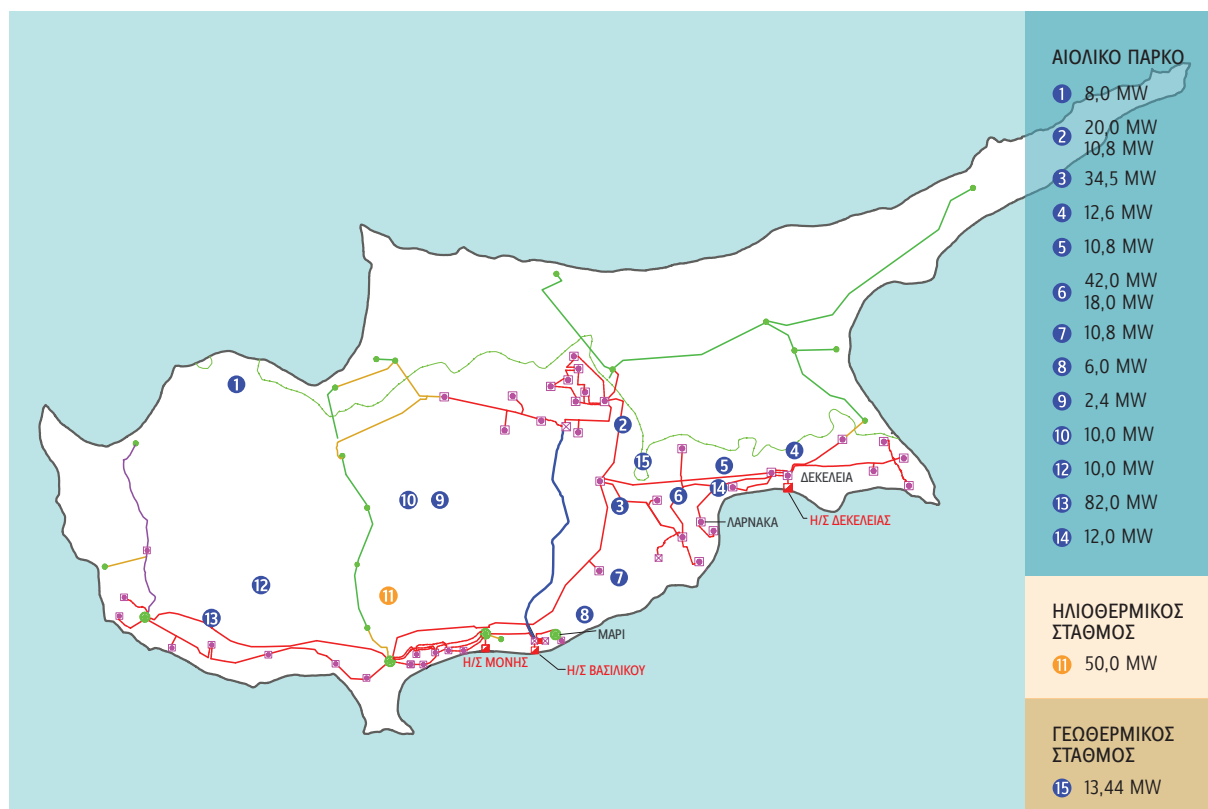 ΑΙΟΛΙΚΟ ΠΑΡΚΟ
1 8,0 MW
2 20,0 MW
10,8 MW
3 34,5 MW
4 12,6 MW
5 10,8 MW
6 42,0 MW
18,0 MW
7 10,8 MW
8 6,0 MW
9 2,4 MW
10 10,0 MW
12 10,0 MW
13 82,0 MW
14 12,0 MW
ΗΛΙΟΘΕΡΜΙΚΟΣ
ΣΤΑΘΜΟΣ
11 50,0 MW
ΓΕΩΘΕΡΜΙΚΟΣ
ΣΤΑΘΜΟΣ
15 13,44 MW
1
2
4
15
5
14
6
3
10
9
ΔΕΚΕΛΕΙΑ
Η/Σ ΔΕΚΕΛΕΙΑΣ
ΛΑΡΝΑΚΑ
7
12
11
13
8
ΜΑΡΙ
Η/Σ ΜΟΝΗΣ
Η/Σ ΒΑΣΙΛΙΚΟΥ